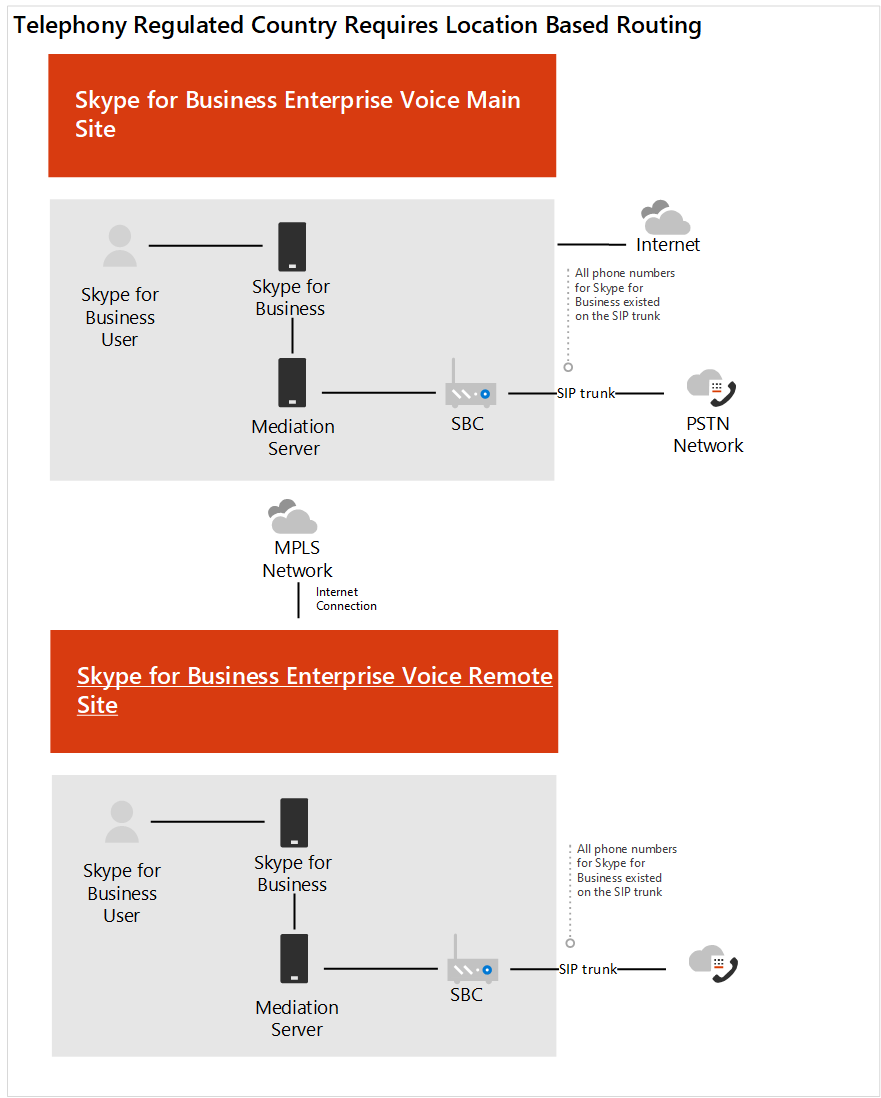 Telephony Regulated Country Requires Location Based Routing
Skype for Business Enterprise Voice Main
Site
Internet
All phone numbers
for Skype for
Business existed
on the SIP trunk
Skype for
Business
User
Skype for
Business
SIP trunk
Mediation
Server
SBC
PSTN
Network
MPLS
Network
Internet
Connection
Skype for Business Enterprise Voice Remote
Site
All phone numbers
for Skype for
Business existed
on the SIP trunk
Skype for
Business
User
Skype for
Business
SIP trunk
Mediation
Server
SBC